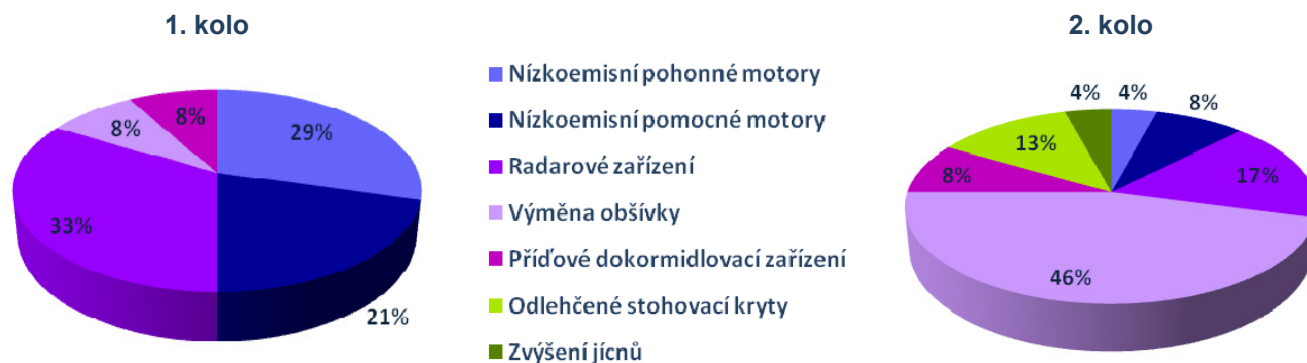 1. kolo
29%
21%
33%
8%
8%
Nízkoemisní pohonné motory
Nízkoemisní pomocné motory
Radarové zařízení
Výměna obšívky
Příďové dokormidlovací zařízení
Odlehčené stohovací kryty
Zvýšení jícnů
2. kolo
4%
8%
17%
46%
8%
13%
4%